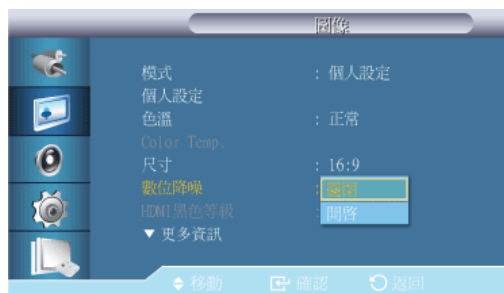 圖像
模式 : 個人設定
個人設定
色溫 : 正常
Color Temp.
尺寸 : 16:9
數位降噪 : 關閉
HDMI黑色等級 : 開啓
▼ 更多資訊
移動 確認 返回